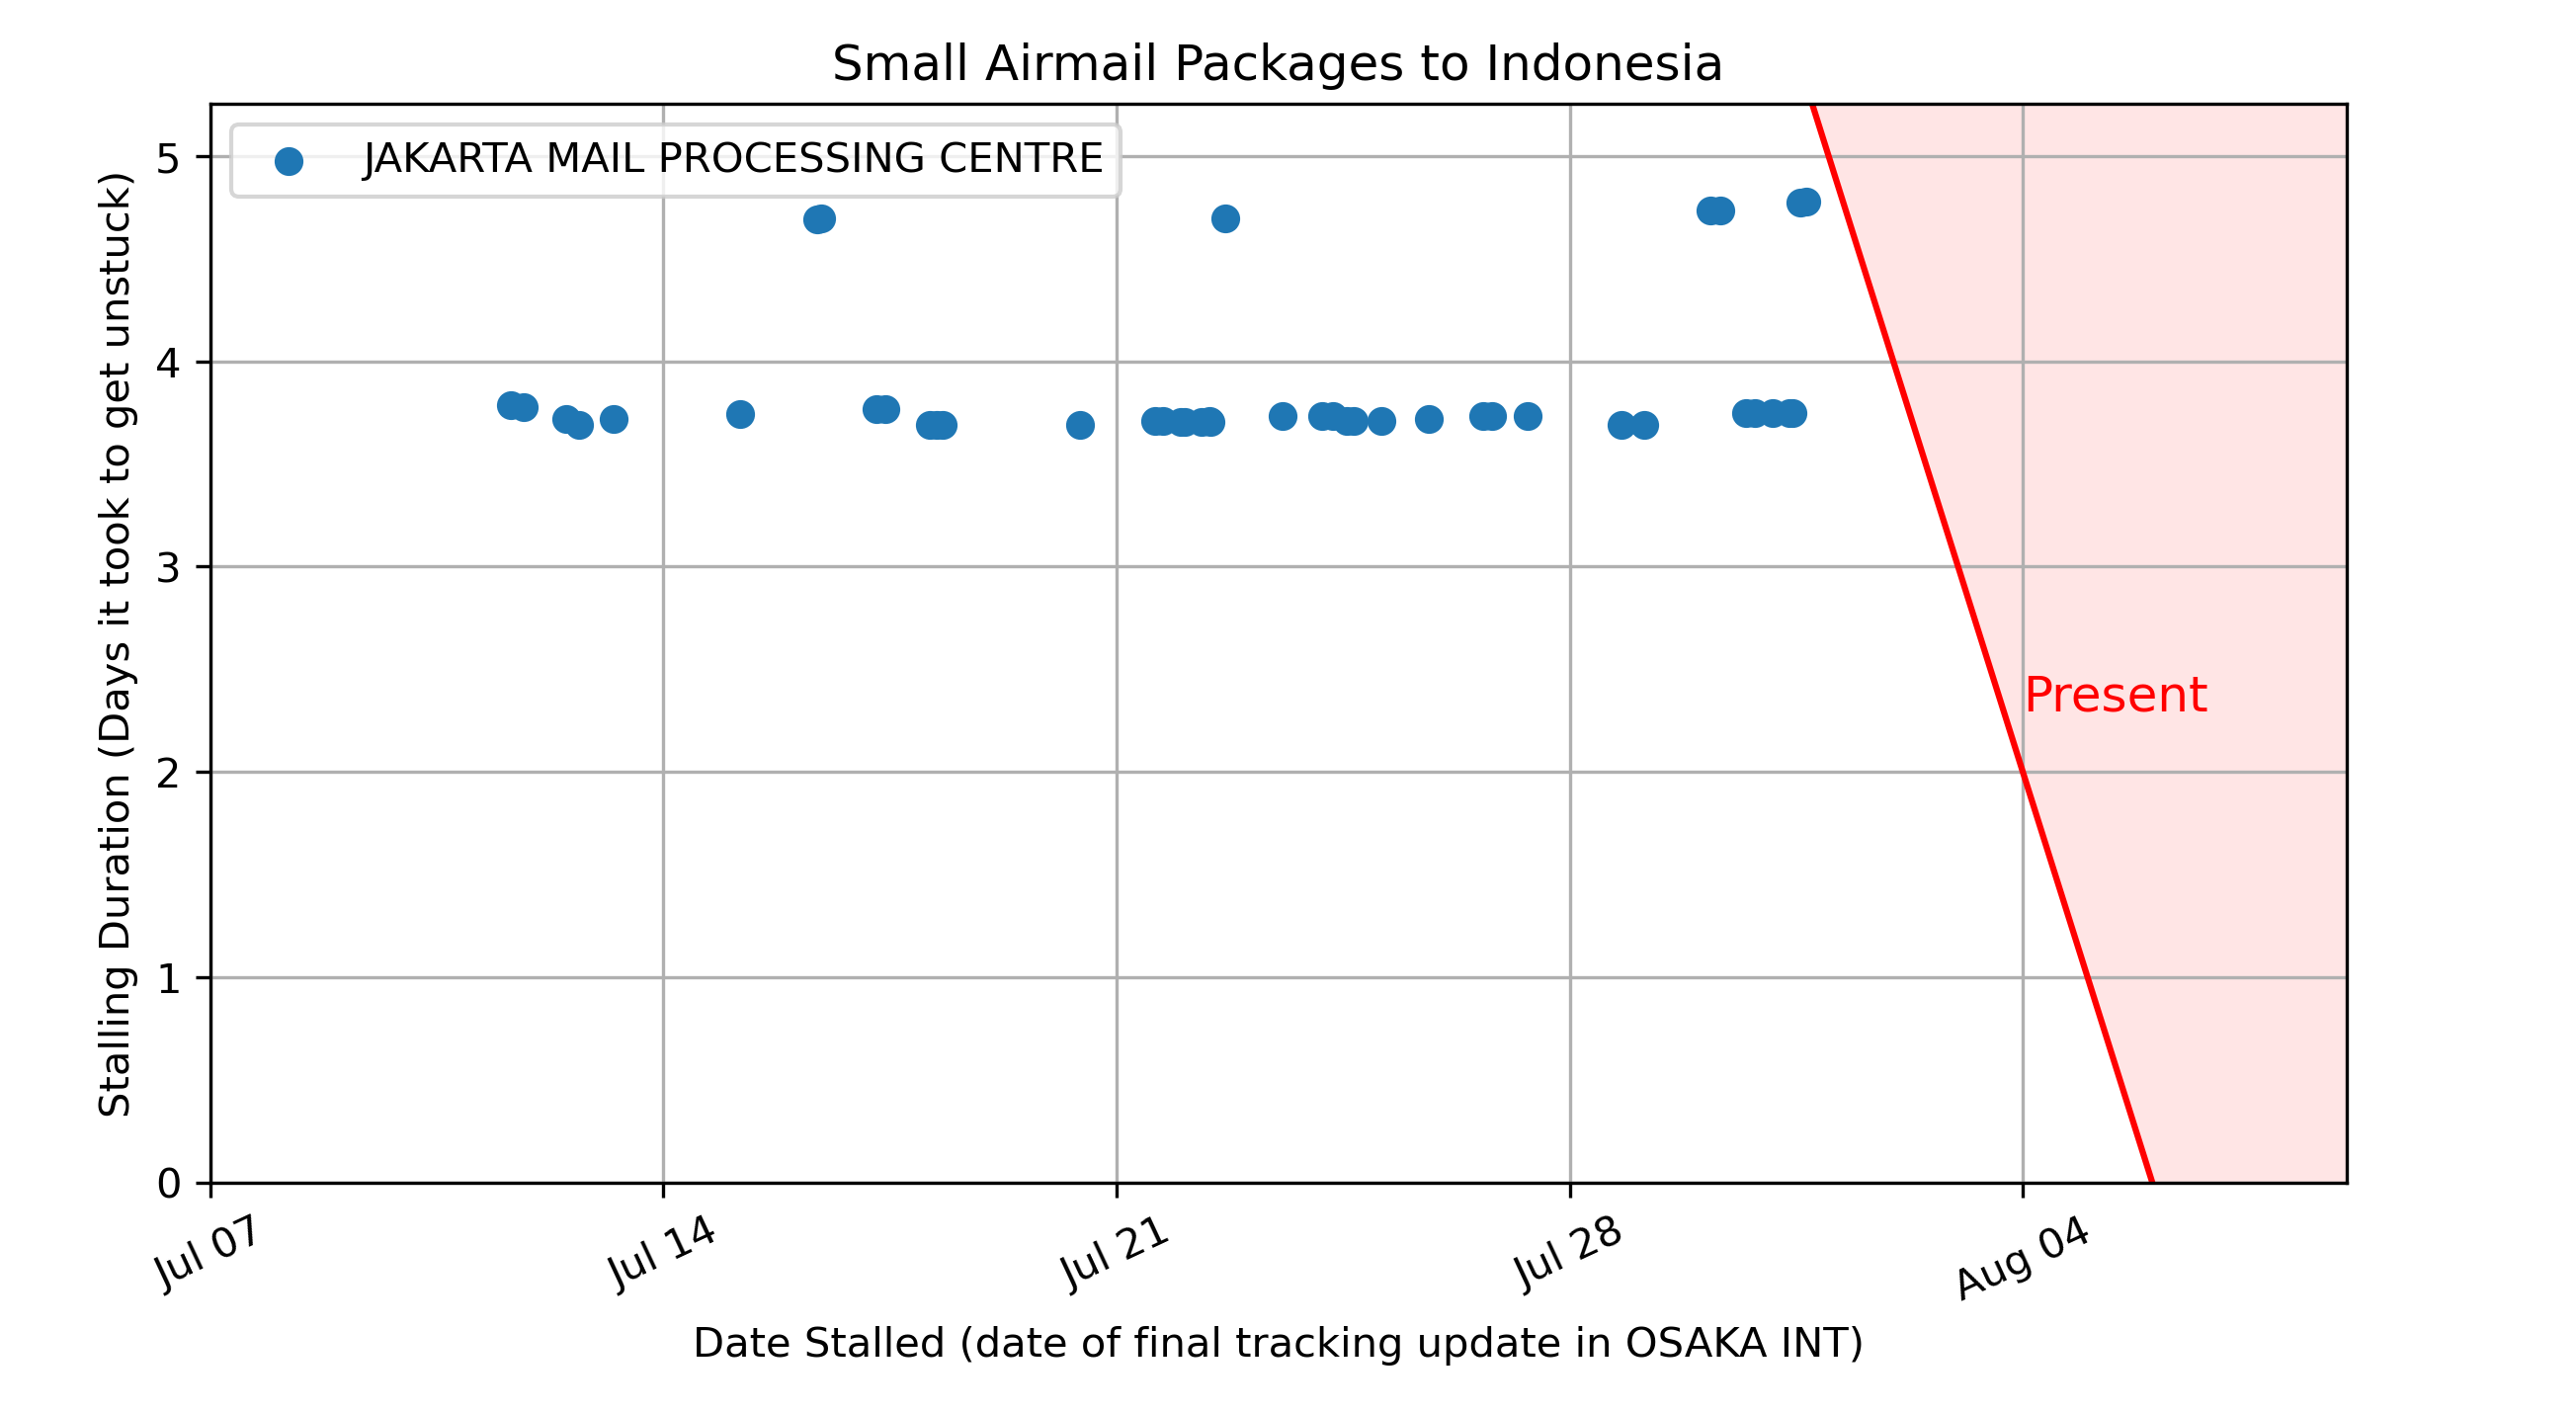 Small Airmail Packages to Indonesia
JAKARTA MAIL PROCESSING CENTRE
Stalling Duration (Days it took to get unstuck)
5
4
3
2
1
0
Present
Jul 07
Jul 14
Jul 21
Jul 28
Aug 04
Date Stalled (date of final tracking update in OSAKA INT)